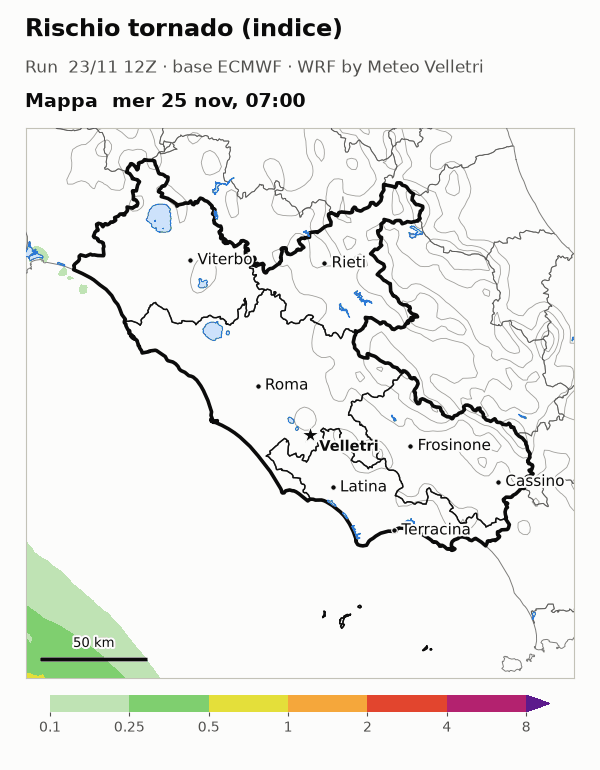 Rischio tornado (indice)
Run  23/11 12Z · base ECMWF · WRF by Meteo Velletri
Mappa  mer 25 nov, 07:00
Viterbo
Rieti
Roma
Velletri
Frosinone
Latina
Cassino
Terracina
50 km
0.1 0.25 0.5 1 2 4 8